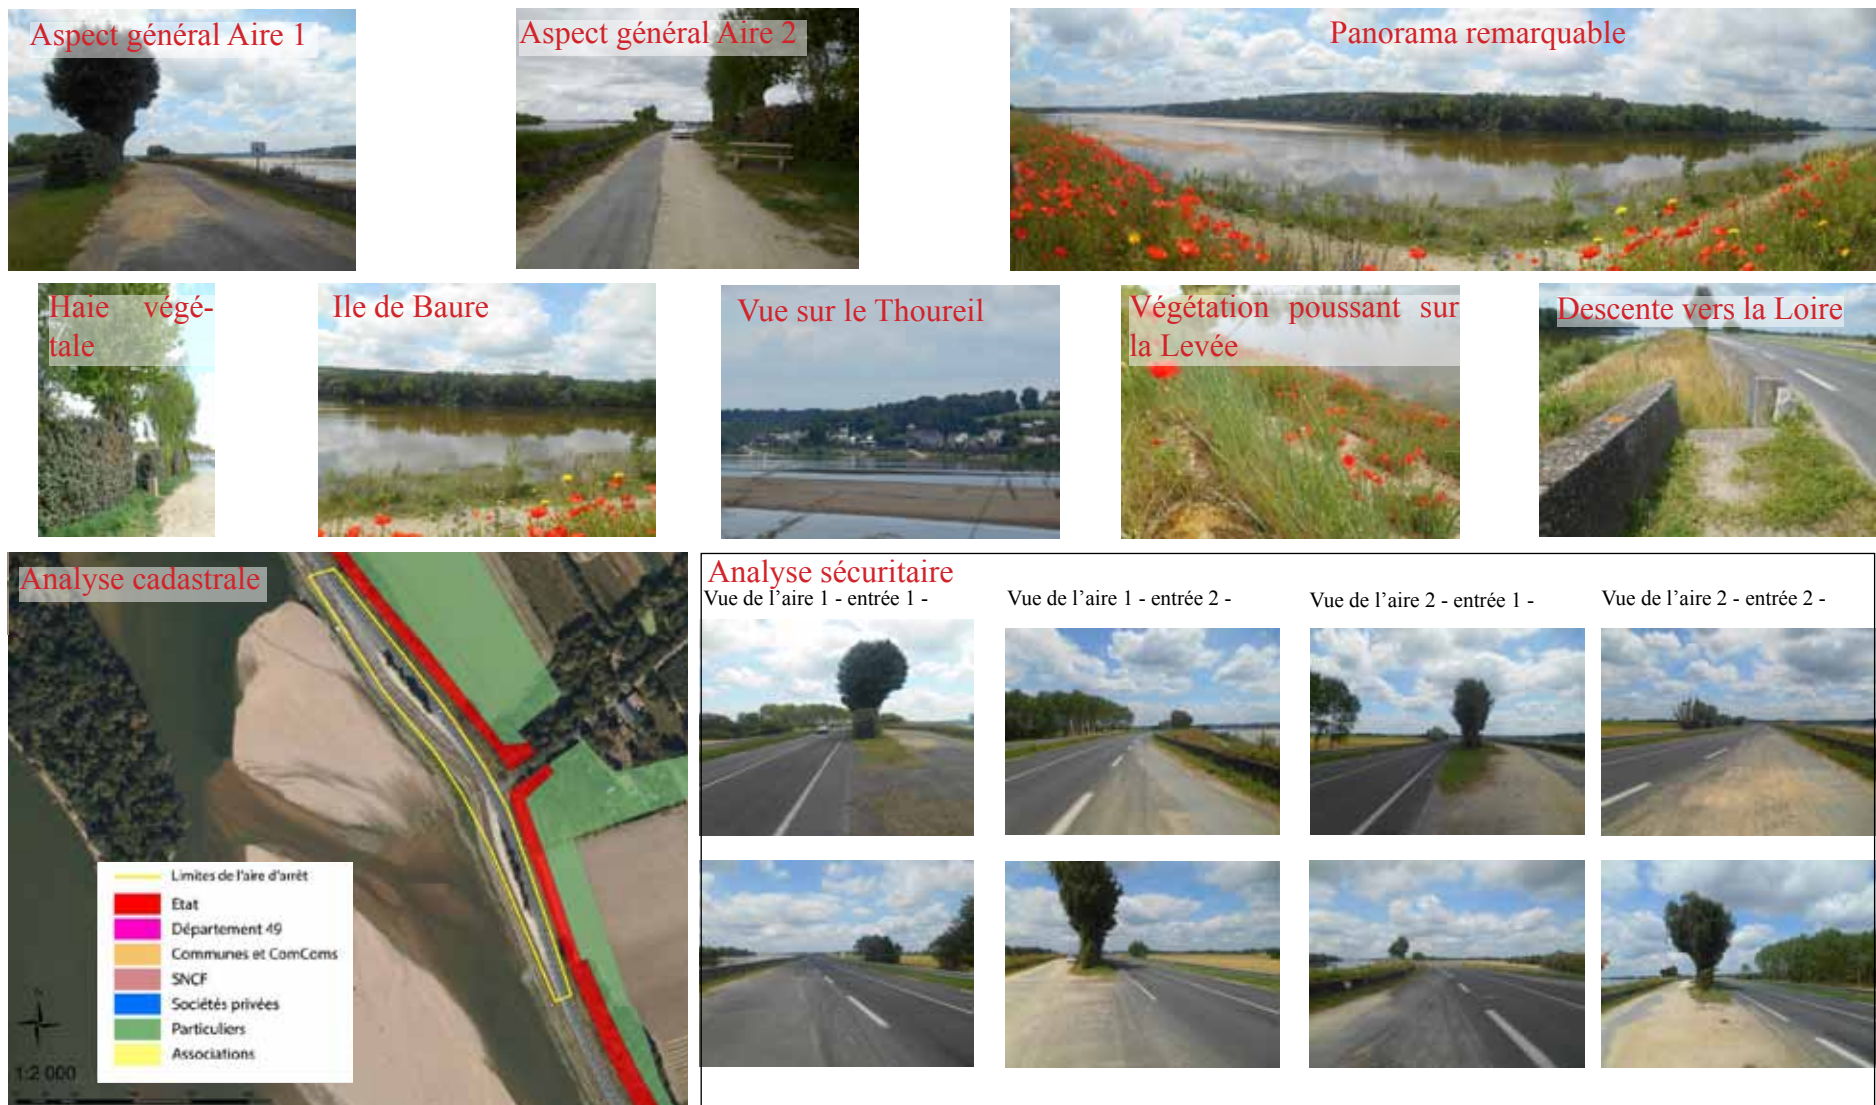 Aspect général Aire 1
Aspect général Aire 2
Panorama remarquable
Haie végé-
tale
Ile de Baure
Vue sur le Thoureil
Végétation poussant sur
la Levée
Descente vers la Loire
Analyse cadastrale
Limites de l'aire d'arrêt
Etat
Département 49
Communes et ComComs
SNCF
Sociétés privées
Particuliers
Associations
1:2 000
Analyse sécuritaire
Vue de l'aire 1 - entrée 1 -
Vue de l'aire 1 - entrée 2 -
Vue de l'aire 2 - entrée 1 -
Vue de l'aire 2 - entrée 2 -